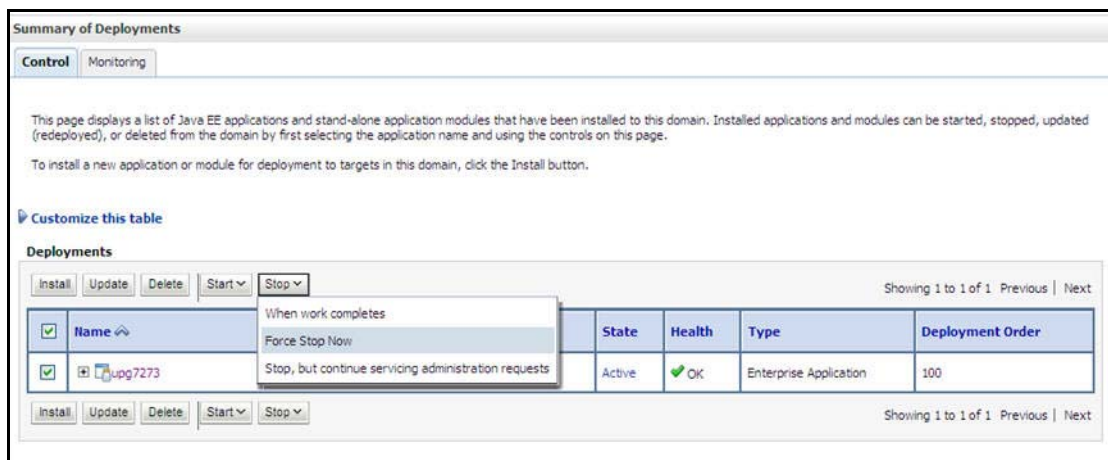 Summary of Deployments
Control Monitoring
This page displays a list of Java EE applications and stand-alone application modules that have been installed to this domain. Installed applications and modules can be started, stopped, updated
(redeployed), or deleted from the domain by first selecting the application name and using the controls on this page.
To install a new application or module for deployment to targets in this domain, click the Install button.
Customize this table
Deployments
Install Update Delete Start Stop Showing 1 to 1 of 1 Previous | Next
When work completes
Force Stop Now
Stop, but continue servicing administration requests
Name State Health Type Deployment Order
upg7273 Active OK Enterprise Application 100
Install Update Delete Start Stop Showing 1 to 1 of 1 Previous | Next